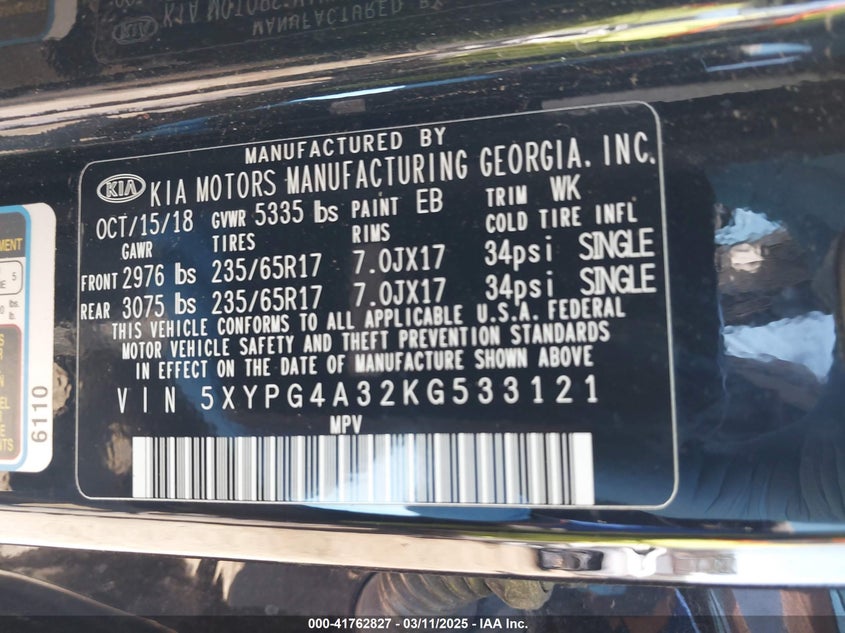 MANUFACTURED BY
KIA KIA MOTORS MANUFACTURING GEORGIA, INC.
OCT/15/18 GVWR 5335 lbs PAINT EB TRIM WK
GAWR TIRES RIMS COLD TIRE INFL
FRONT 2976 lbs 235/65R17 7.0JX17 34psi SINGLE
REAR 3075 lbs 235/65R17 7.0JX17 34psi SINGLE
THIS VEHICLE CONFORMS TO ALL APPLICABLE U.S.A. FEDERAL
MOTOR VEHICLE SAFETY AND THEFT PREVENTION STANDARDS
IN EFFECT ON THE DATE OF MANUFACTURE SHOWN ABOVE
VIN 5XYPG4A32KG533121
MPV
6110
000-41762827 - 03/11/2025 - IAA Inc.